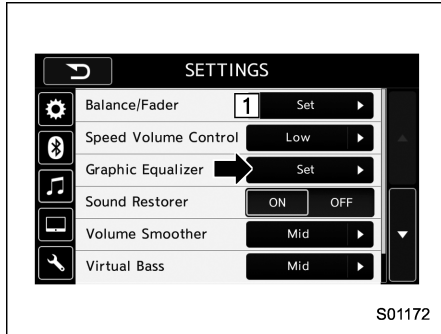 SETTINGS
Balance/Fader 1 Set
Speed Volume Control Low
Graphic Equalizer Set
Sound Restorer ON OFF
Volume Smoother Mid
Virtual Bass Mid
S01172